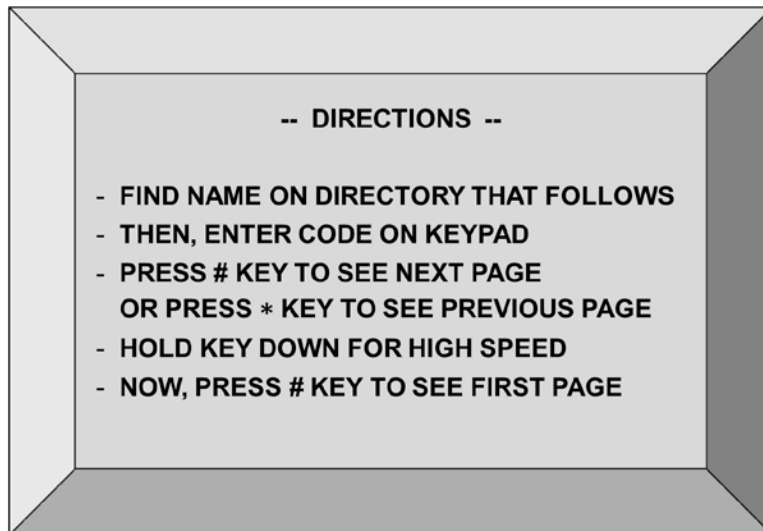 -- DIRECTIONS --
- FIND NAME ON DIRECTORY THAT FOLLOWS
- THEN, ENTER CODE ON KEYPAD
- PRESS # KEY TO SEE NEXT PAGE
OR PRESS * KEY TO SEE PREVIOUS PAGE
- HOLD KEY DOWN FOR HIGH SPEED
- NOW, PRESS # KEY TO SEE FIRST PAGE